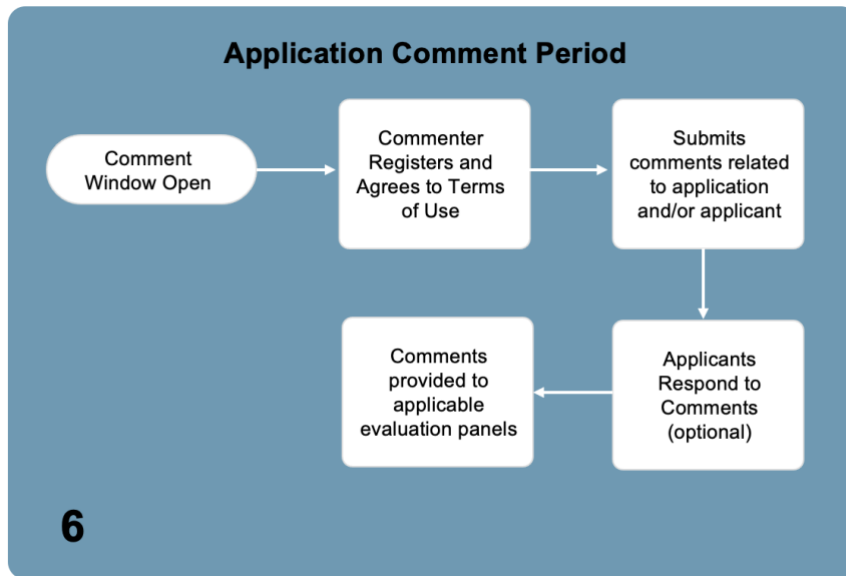 Application Comment Period
Comment
Window Open
Commenter
Registers and
Agrees to Terms
of Use
Submits
comments related
to application
and/or applicant
Applicants
Respond to
Comments
(optional)
Comments
provided to
applicable
evaluation panels
6